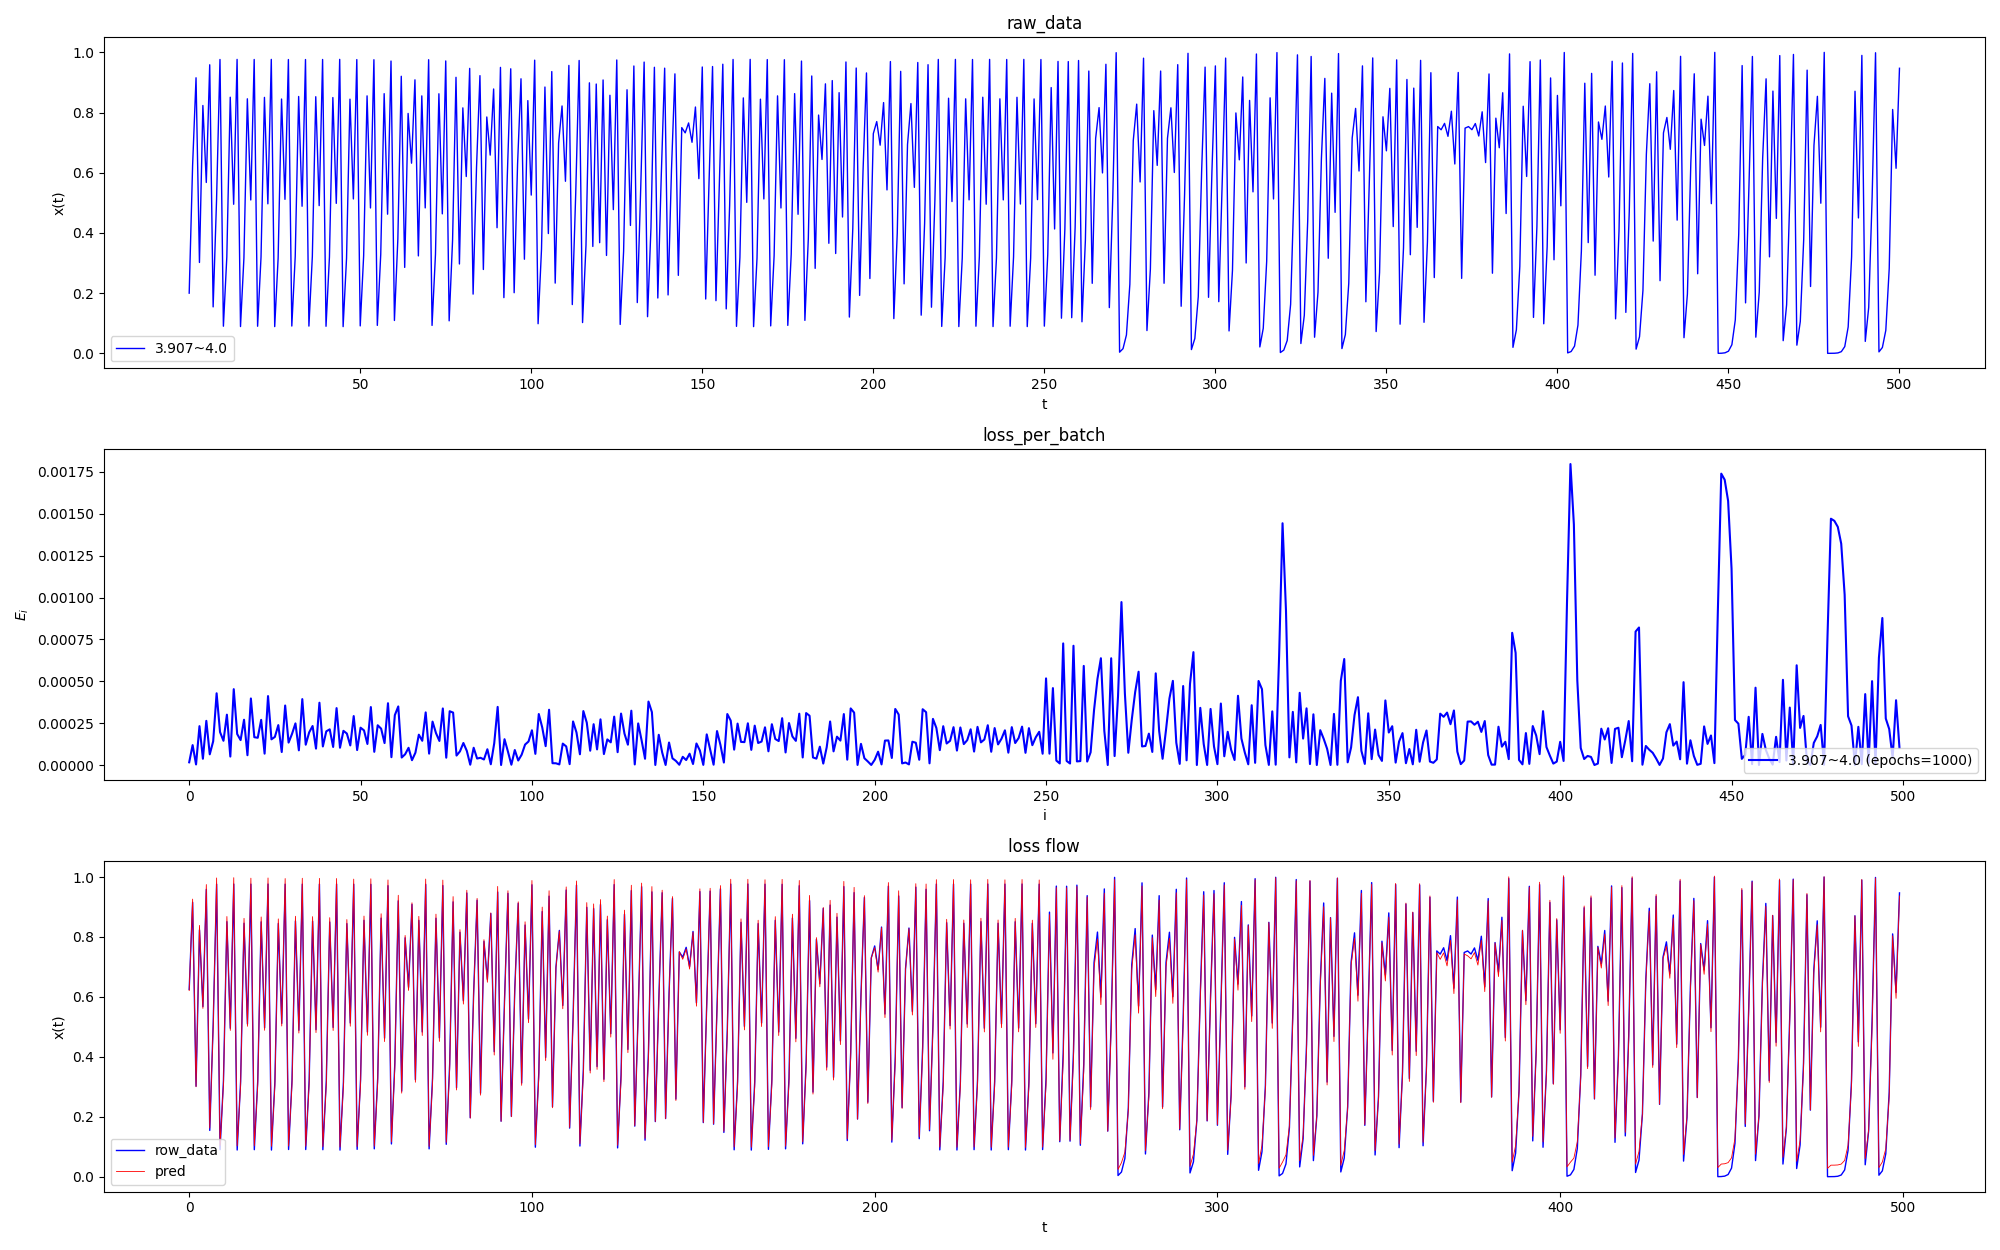 raw_data
1.0
0.8
0.6
0.4
0.2
0.0
x(t)
3.907~4.0
50 100 150 200 250 300 350 400 450 500
t
loss_per_batch
0.00175
0.00150
0.00125
0.00100
0.00075
0.00050
0.00025
0.00000
E_i
3.907~4.0 (epochs=1000)
0 50 100 150 200 250 300 350 400 450 500
i
loss flow
1.0
0.8
0.6
0.4
0.2
0.0
x(t)
row_data
pred
0 100 200 300 400 500
t